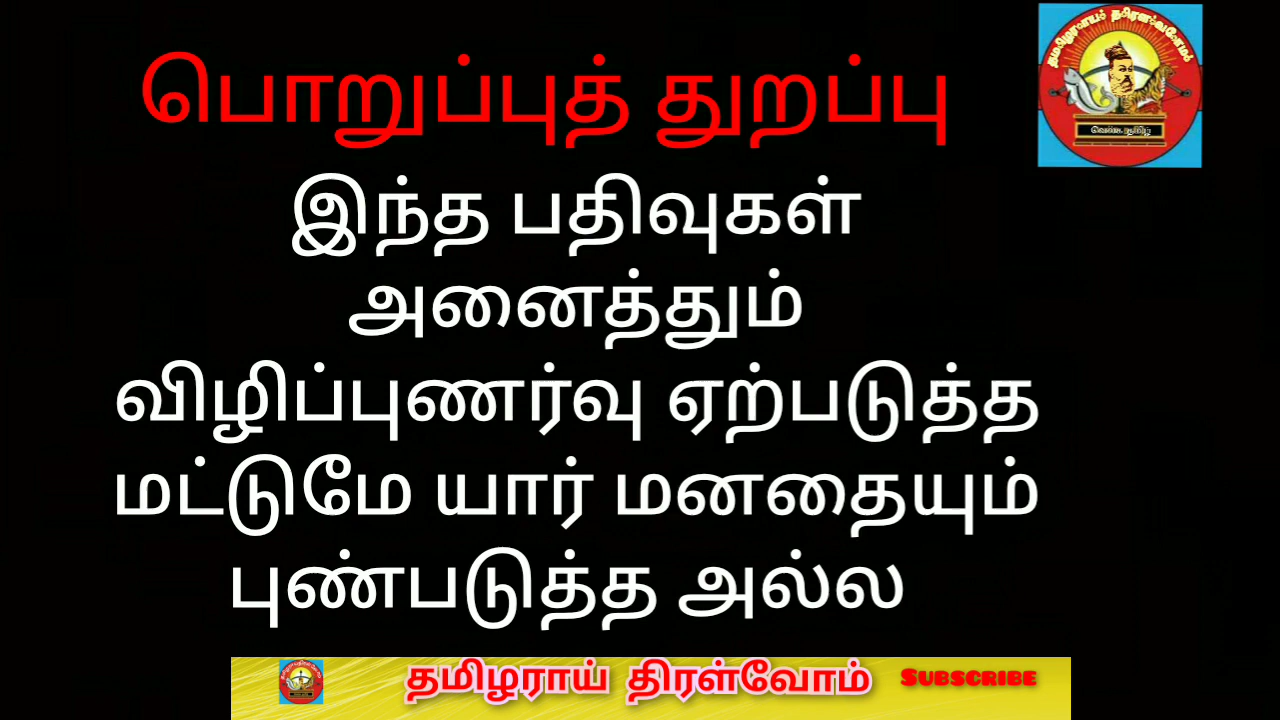 பொறுப்புத் துறப்பு
இந்த பதிவுகள்
அனைத்தும்
விழிப்புணர்வு ஏற்படுத்த
மட்டுமே யார் மனதையும்
புண்படுத்த அல்ல
தமிழராய் திரள்வோம் SUBSCRIBE